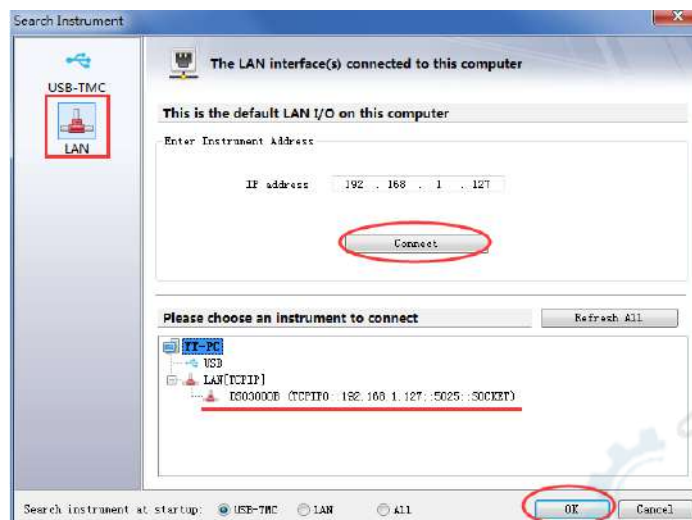 Search Instrument
USB-TMC
LAN
The LAN interface(s) connected to this computer
This is the default LAN I/O on this computer
Enter Instrument Address
IP address 192 . 168 . 1 . 127
Connect
Please choose an instrument to connect
Refresh All
YT-PC
USB
LAN[TCPIP]
DSO3000B (TCPIP0::192.168.1.127::5025::SOCKET)
Search instrument at startup: USB-TMC LAN All
OK Cancel